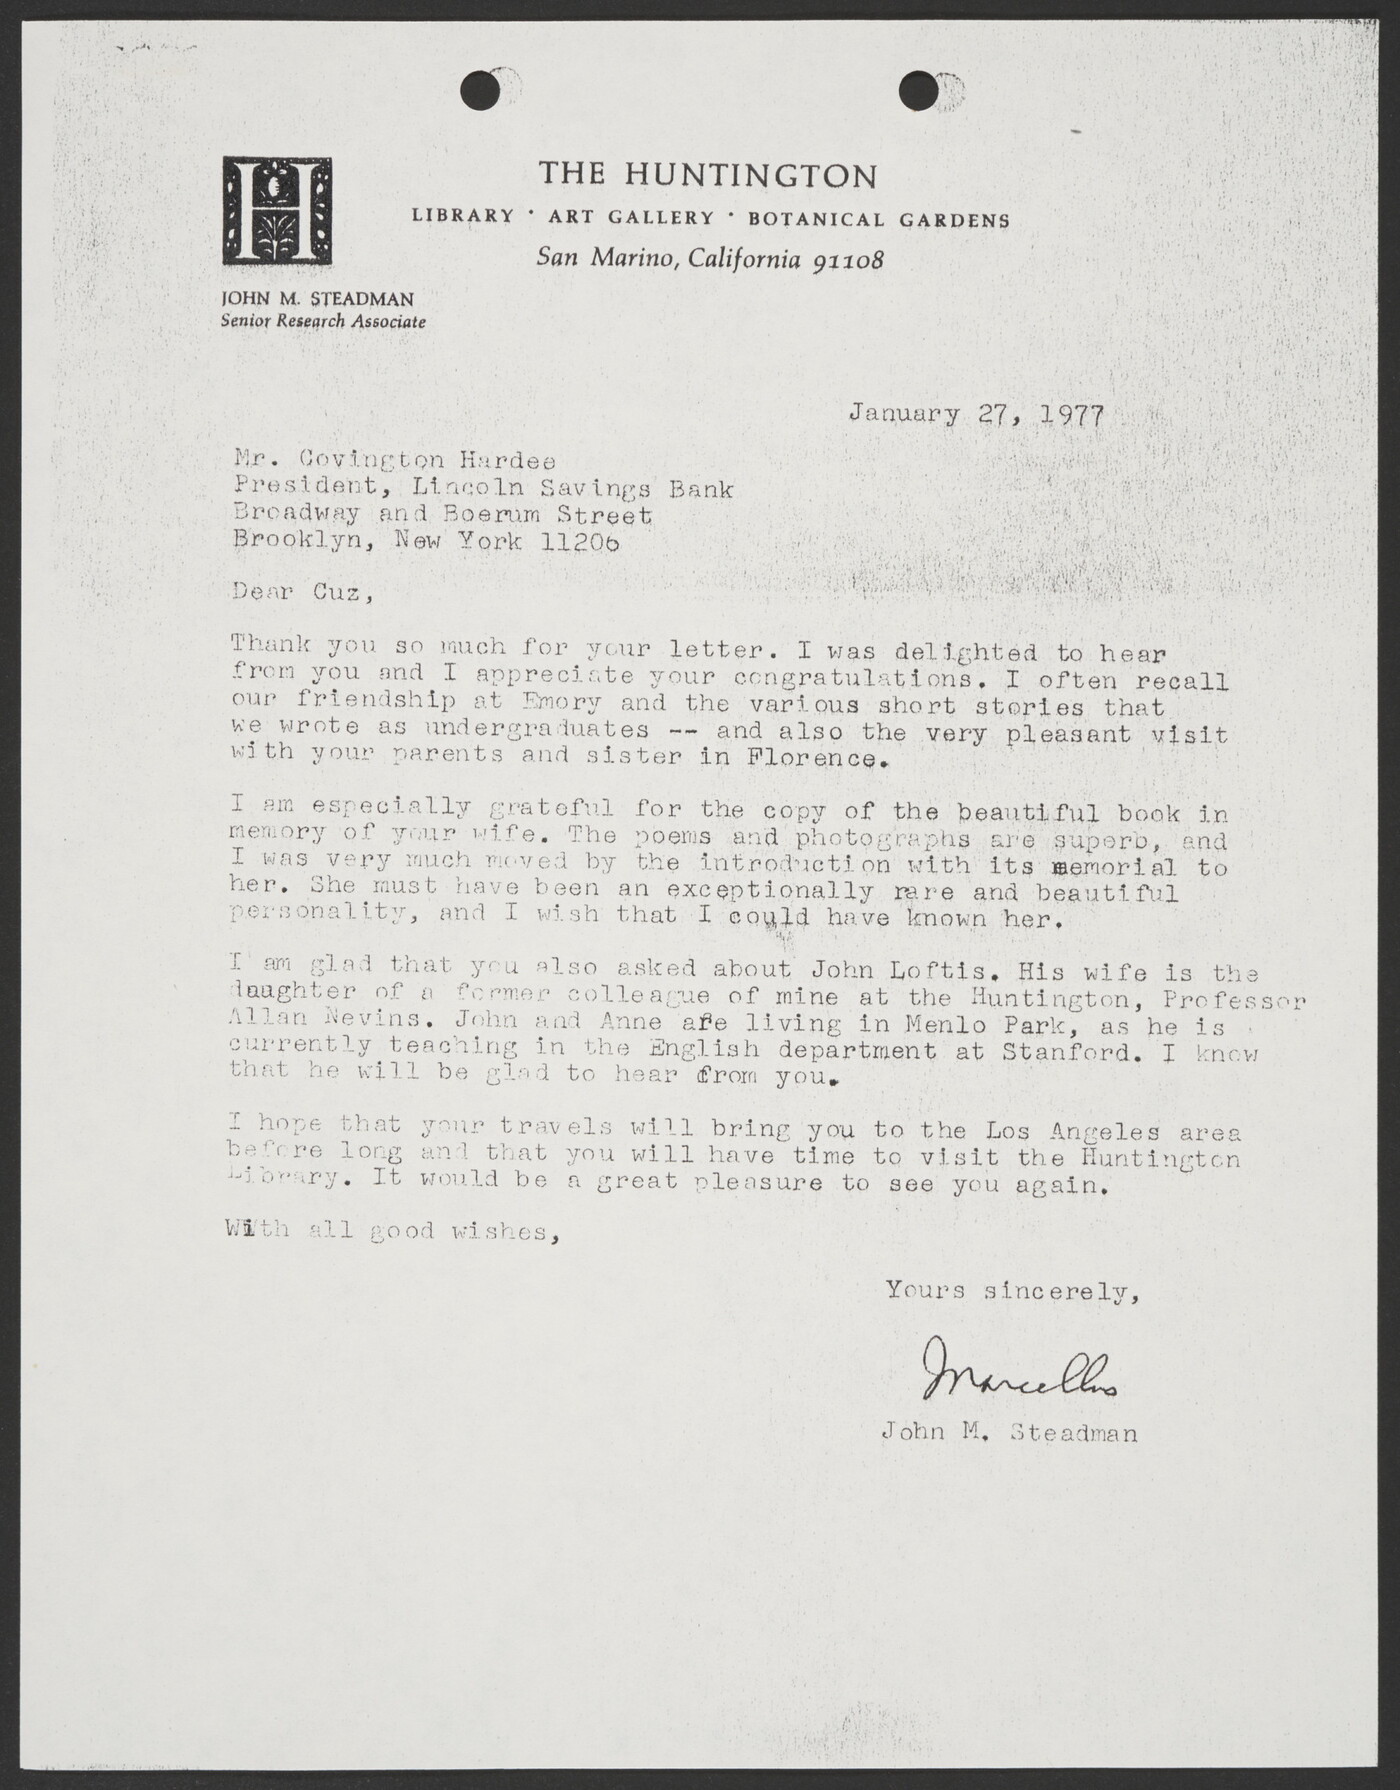 THE HUNTINGTON
LIBRARY · ART GALLERY · BOTANICAL GARDENS
San Marino, California 91108
H
JOHN M. STEADMAN
Senior Research Associate
January 27, 1977
Mr. Covington Hardee
President, Lincoln Savings Bank
Broadway and Boerum Street
Brooklyn, New York 11206
Dear Cuz,
Thank you so much for your letter. I was delighted to hear
from you and I appreciate your congratulations. I often recall
our friendship at Emory and the various short stories that
we wrote as undergraduates -- and also the very pleasant visit
with your parents and sister in Florence.
I am especially grateful for the copy of the beautiful book in
memory of your wife. The poems and photographs are superb, and
I was very much moved by the introduction with its memorial to
her. She must have been an exceptionally rare and beautiful
personality, and I wish that I could have known her.
I am glad that you also asked about John Loftis. His wife is the
daughter of a former colleague of mine at the Huntington, Professor
Allan Nevins. John and Anne are living in Menlo Park, as he is
currently teaching in the English department at Stanford. I know
that he will be glad to hear from you.
I hope that your travels will bring you to the Los Angeles area
before long and that you will have time to visit the Huntington
Library. It would be a great pleasure to see you again.
With all good wishes,
Yours sincerely,
Marcellus
John M. Steadman